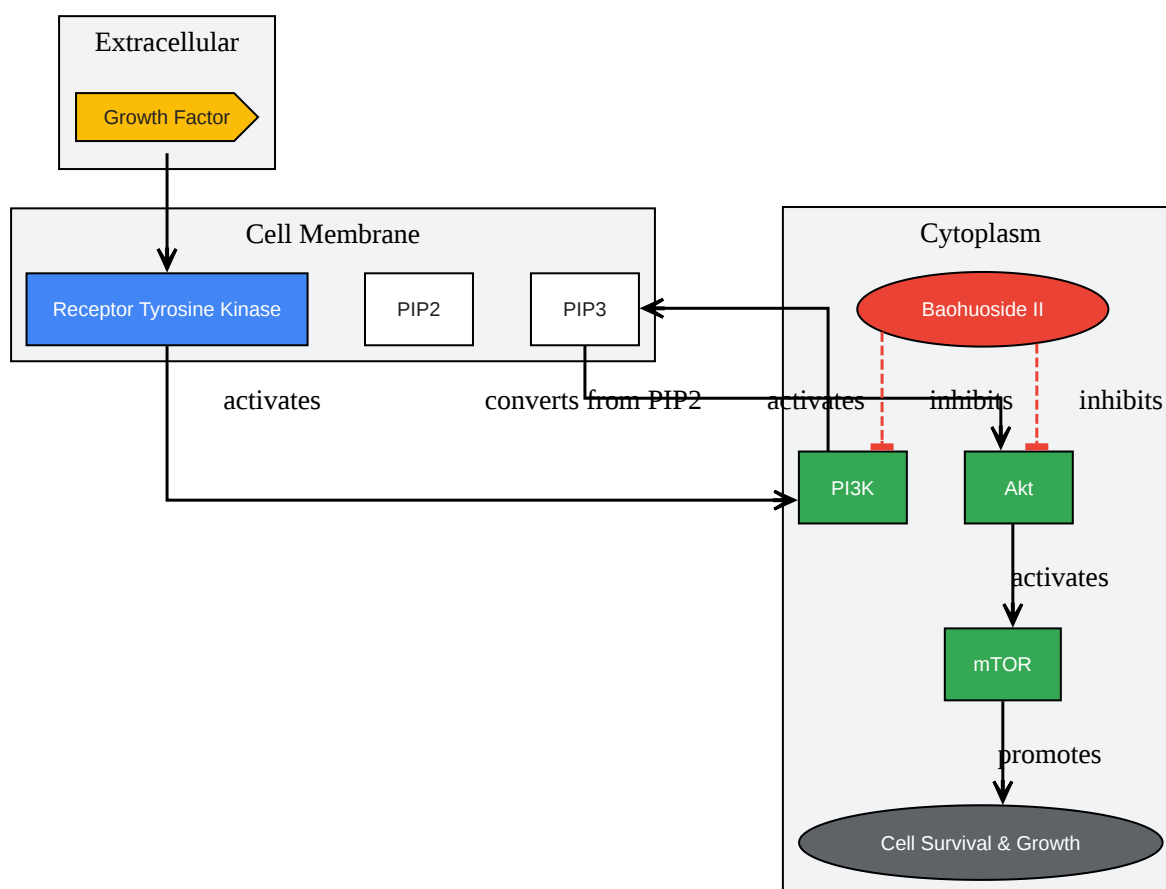 Extracellular
Growth Factor
Cell Membrane
Cytoplasm
Receptor Tyrosine Kinase
PIP2
PIP3
Baohuoside II
activates
converts from PIP2
activates
inhibits
inhibits
PI3K
Akt
activates
mTOR
promotes
Cell Survival & Growth